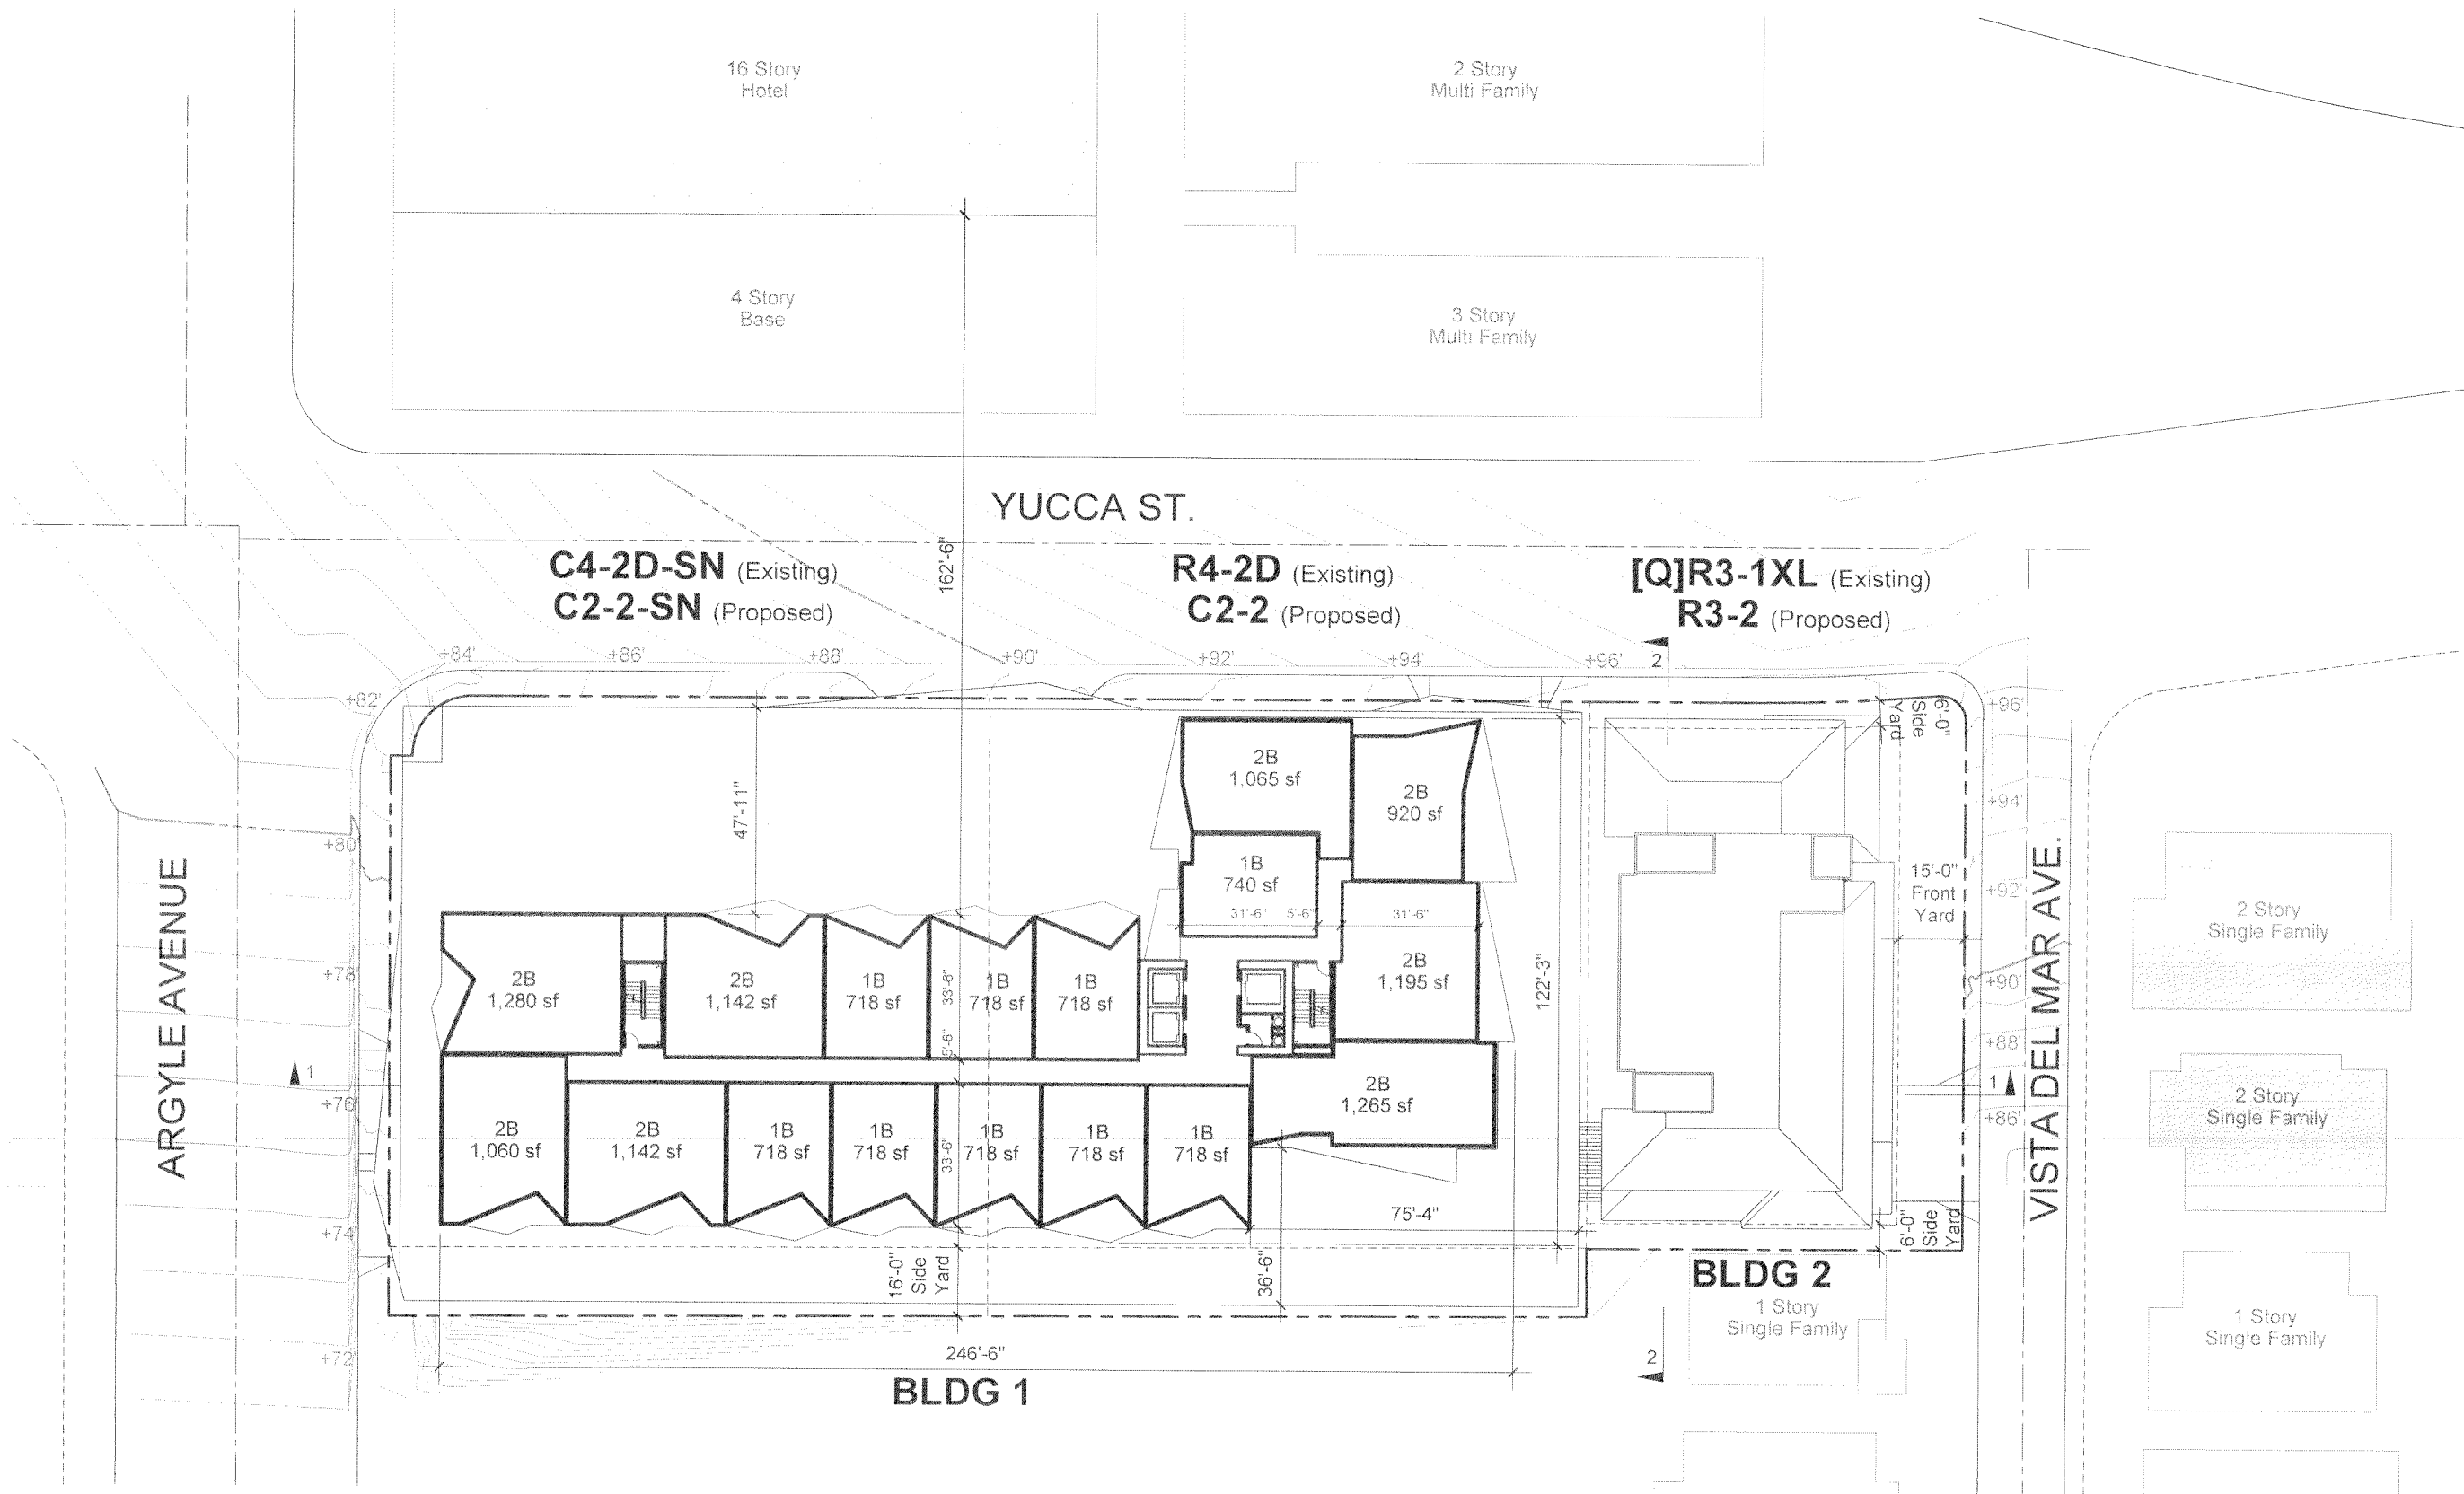 16 Story
Hotel
2 Story
Multi Family
4 Story
Base
3 Story
Multi Family
YUCCA ST.
162'-6"
C4-2D-SN (Existing)
C2-2-SN (Proposed)
R4-2D (Existing)
C2-2 (Proposed)
[Q]R3-1XL (Existing)
R3-2 (Proposed)
+84'
+86'
+88'
+90'
+92'
+94'
+96'
2
+82'
+96'
6'-0"
Side
Yard
47'-11"
2B
1,065 sf
2B
920 sf
+94'
+80'
1B
740 sf
31'-6"
5'-6"
31'-6"
15'-0"
Front
Yard
+92'
ARGYLE AVENUE
VISTA DEL MAR AVE.
2 Story
Single Family
+78'
2B
1,280 sf
2B
1,142 sf
1B
718 sf
33'-6"
1B
718 sf
1B
718 sf
2B
1,195 sf
122'-3"
+90'
5'-6"
+88'
1
1
+76'
2B
1,265 sf
+86'
2 Story
Single Family
2B
1,060 sf
2B
1,142 sf
1B
718 sf
1B
718 sf
33'-6"
1B
718 sf
1B
718 sf
1B
718 sf
+74'
75'-4"
6'-0"
Side
Yard
16'-0"
Side
Yard
36'-6"
BLDG 2
1 Story
Single Family
1 Story
Single Family
+72'
246'-6"
2
BLDG 1